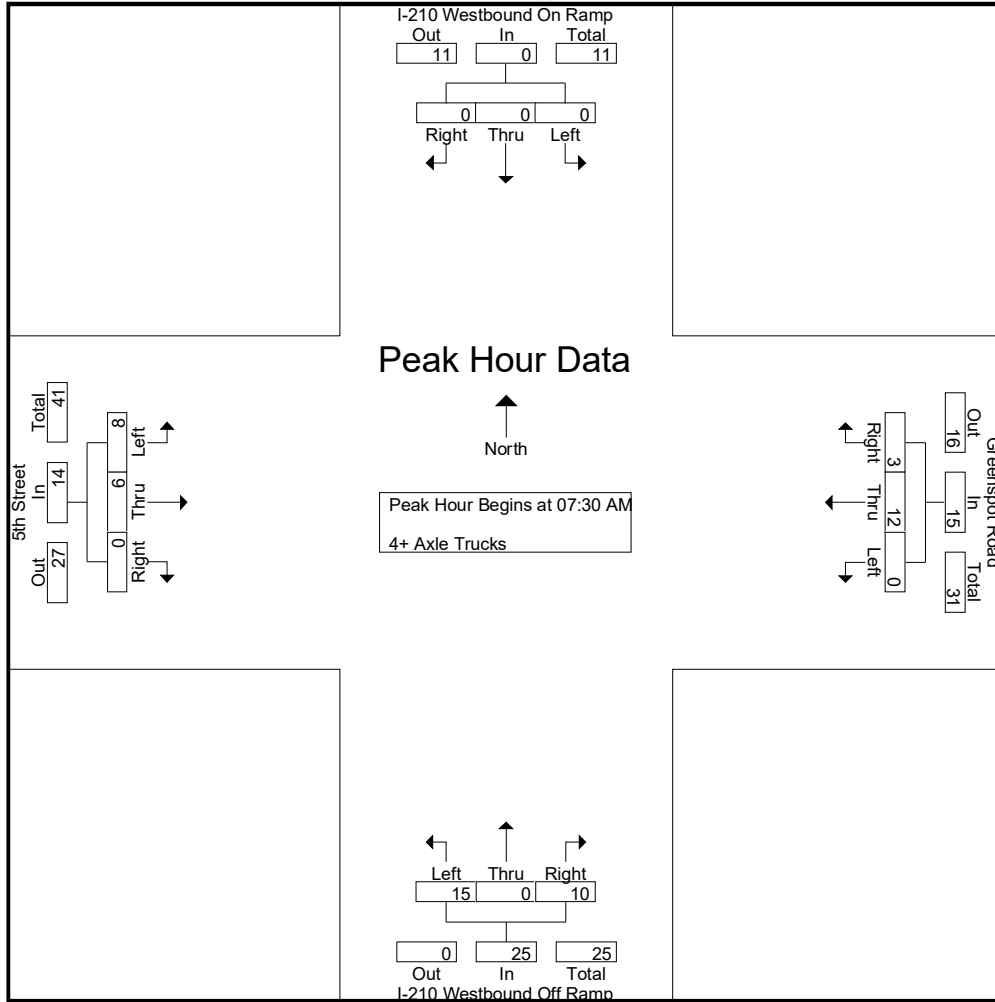 I-210 Westbound On Ramp
Out In Total
11 0 11
0 0 0
Right Thru Left
Peak Hour Data
North
Peak Hour Begins at 07:30 AM
4+ Axle Trucks
5th Street
Total In Out
41 14 27
8 6 0
Left Thru Right
Right Thru Left
3 12 0
16 15 31
Out In Total
Greenspot Road
Left Thru Right
15 0 10
0 25 25
Out In Total
I-210 Westbound Off Ramp